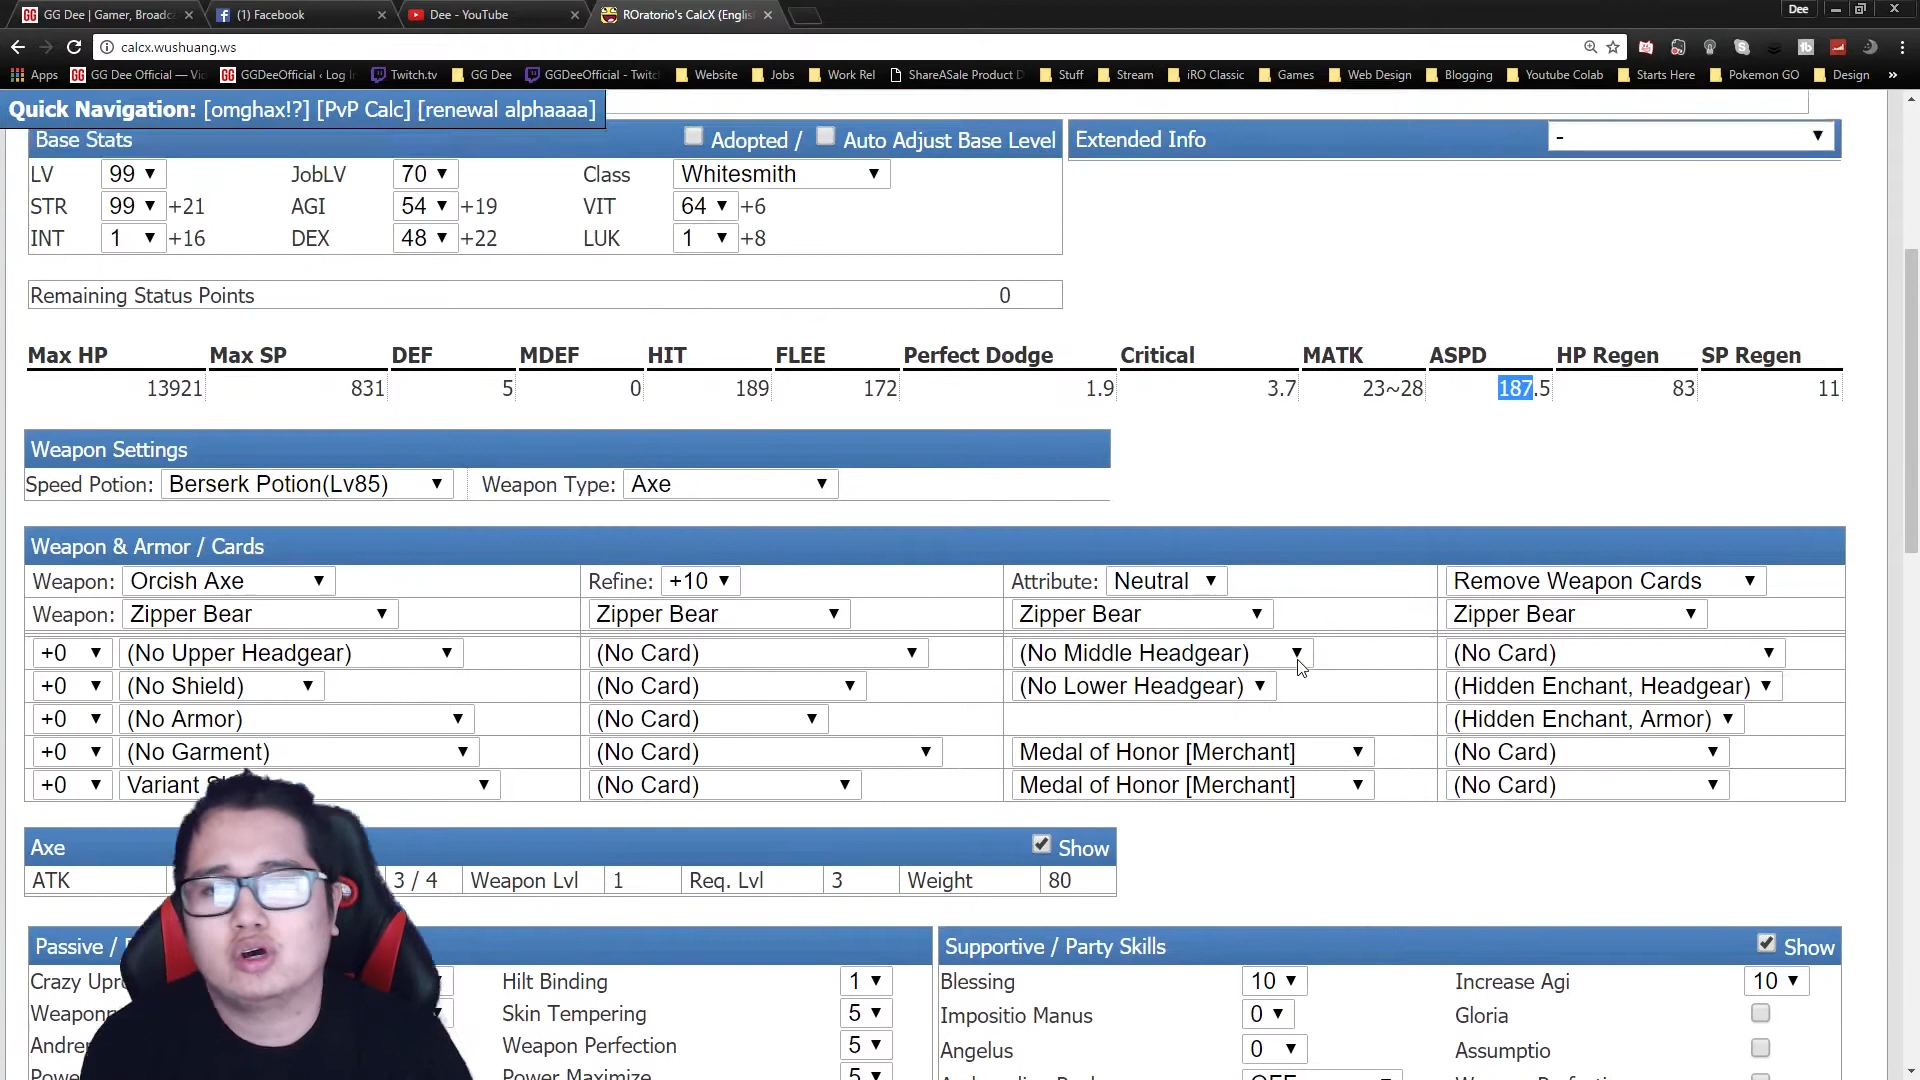 GG Dee | Gamer, Broadca
(1) Facebook
Dee - YouTube
ROratorio's CalcX (Englis
Dee
calcx.wushuang.ws
Apps
GG Dee Official — Vi
GGDeeOfficial ‹ Log I
Twitch.tv
GG Dee
GGDeeOfficial - Twitc
Website
Jobs
Work Rel
ShareASale Product D
Stuff
Stream
iRO Classic
Games
Web Design
Blogging
Youtube Colab
Starts Here
Pokemon GO
Design
»
Quick Navigation: [omghax!?] [PvP Calc] [renewal alphaaaa]
Base Stats Adopted / Auto Adjust Base Level
Extended Info -
LV 99 JobLV 70 Class Whitesmith
STR 99 +21 AGI 54 +19 VIT 64 +6
INT 1 +16 DEX 48 +22 LUK 1 +8
Remaining Status Points 0
Max HP Max SP DEF MDEF HIT FLEE Perfect Dodge Critical MATK ASPD HP Regen SP Regen
13921 831 5 0 189 172 1.9 3.7 23~28 187.5 83 11
Weapon Settings
Speed Potion: Berserk Potion(Lv85) Weapon Type: Axe
Weapon & Armor / Cards
Weapon: Orcish Axe Refine: +10 Attribute: Neutral Remove Weapon Cards
Weapon: Zipper Bear Zipper Bear Zipper Bear Zipper Bear
+0 (No Upper Headgear) (No Card) (No Middle Headgear) (No Card)
+0 (No Shield) (No Card) (No Lower Headgear) (Hidden Enchant, Headgear)
+0 (No Armor) (No Card) (Hidden Enchant, Armor)
+0 (No Garment) (No Card) Medal of Honor [Merchant] (No Card)
+0 Variant (No Card) Medal of Honor [Merchant] (No Card)
Axe Show
ATK 3 / 4 Weapon Lvl 1 Req. Lvl 3 Weight 80
Passive /
Supportive / Party Skills Show
Crazy Upr Hilt Binding 1 Blessing 10 Increase Agi 10
Weapon Skin Tempering 5 Impositio Manus 0 Gloria
Andre Weapon Perfection 5 Angelus 0 Assumptio
Powe Power Maximize 5